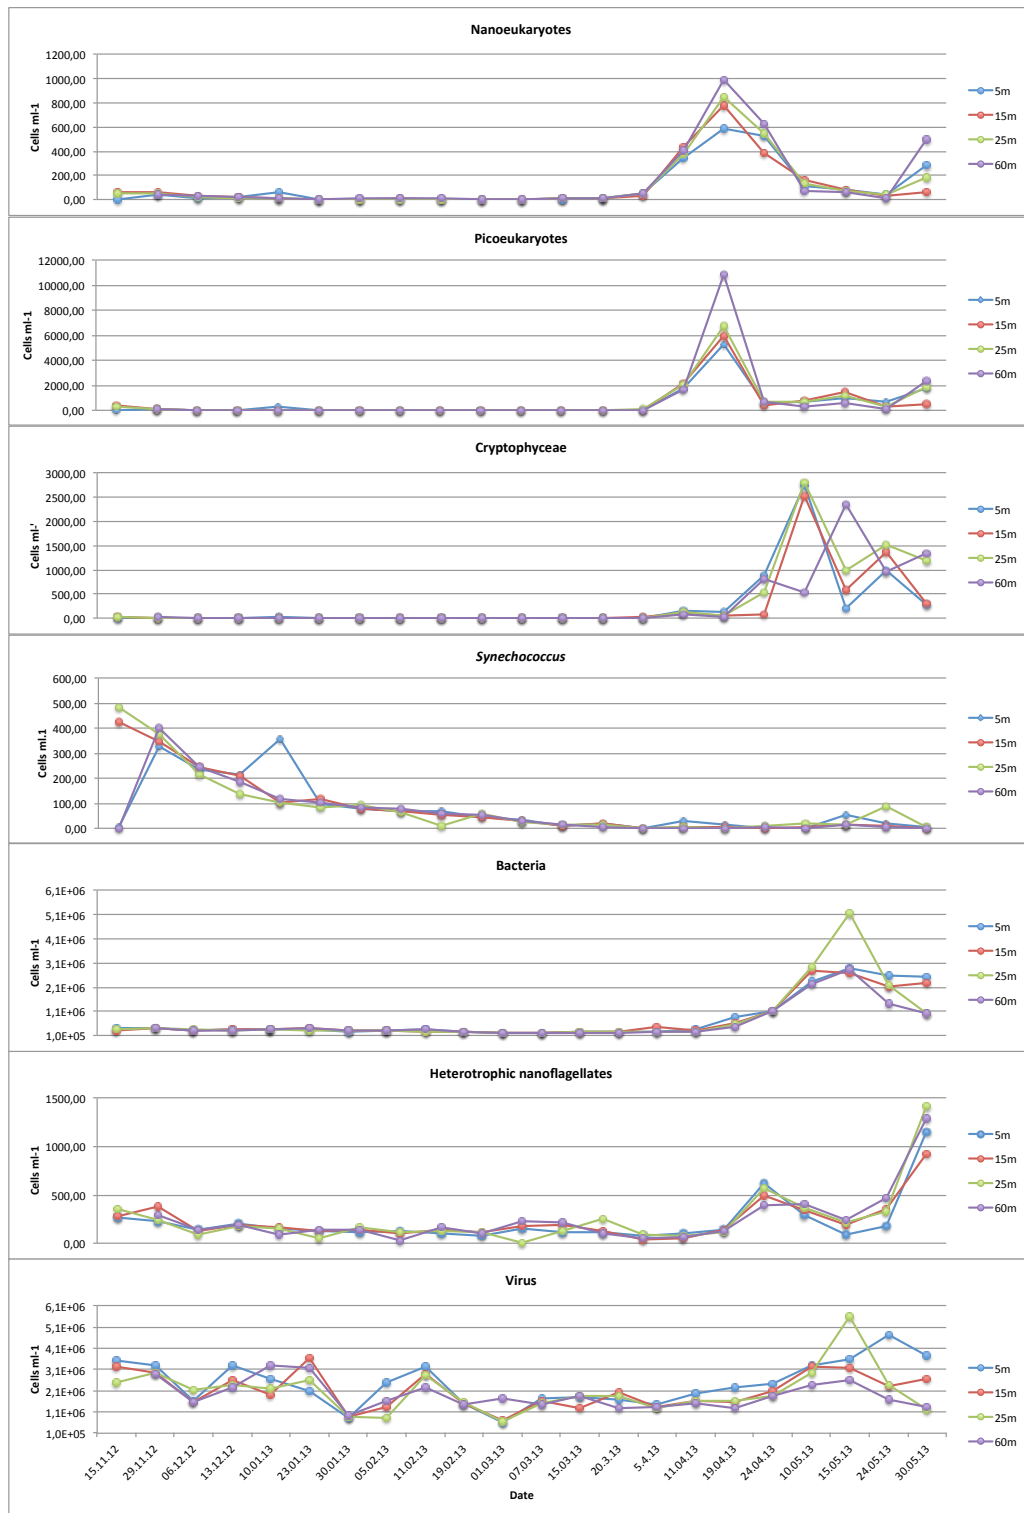 Nanoeukaryotes
1200,00
1000,00
800,00
600,00
400,00
200,00
0,00
Cells ml-1
5m
15m
25m
60m
Picoeukaryotes
12000,00
10000,00
8000,00
6000,00
4000,00
2000,00
0,00
Cells ml-1
5m
15m
25m
60m
Cryptophyceae
3000,00
2500,00
2000,00
1500,00
1000,00
500,00
0,00
Cells ml-'
5m
15m
25m
60m
Synechococcus
600,00
500,00
400,00
300,00
200,00
100,00
0,00
Cells ml.1
5m
15m
25m
60m
Bacteria
6,1E+06
5,1E+06
4,1E+06
3,1E+06
2,1E+06
1,1E+06
1,0E+05
Cells ml-1
5m
15m
25m
60m
Heterotrophic nanoflagellates
1500,00
1000,00
500,00
0,00
Cells ml-1
5m
15m
25m
60m
Virus
6,1E+06
5,1E+06
4,1E+06
3,1E+06
2,1E+06
1,1E+06
1,0E+05
Cells ml-1
5m
15m
25m
60m
15.11.12
29.11.12
06.12.12
13.12.12
10.01.13
23.01.13
30.01.13
05.02.13
11.02.13
19.02.13
01.03.13
07.03.13
15.03.13
20.3.13
5.4.13
11.04.13
19.04.13
24.04.13
10.05.13
15.05.13
24.05.13
30.05.13
Date